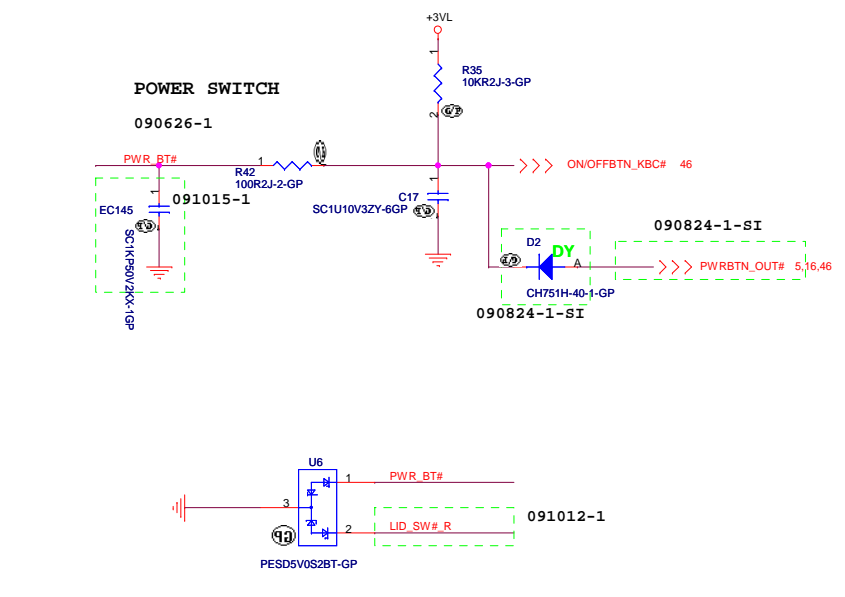 +3VL
1
R35
10KR2J-3-GP
2
POWER SWITCH
090626-1
PWR_BT#
1
R42
100R2J-2-GP
ON/OFFBTN_KBC# 46
1
EC145
SC1KP50V2KX-1GP
091015-1
1
C17
SC1U10V3ZY-6GP
090824-1-SI
D2
DY
A
CH751H-40-1-GP
090824-1-SI
PWRBTN_OUT# 5,16,46
U6
1 PWR_BT#
3
GP
2 LID_SW#_R
091012-1
PESD5V0S2BT-GP